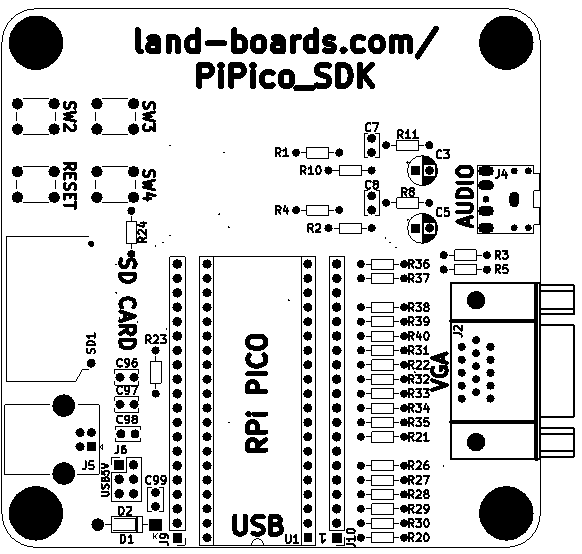 land-boards.com/
PiPico_SDK
SW2
SW3
RESET
SW4
C7
R11
R1
R10
C3
J4
C8
R8
R4
R2
C5
AUDIO
R24
R3
R5
SD CARD
R36
R37
SD1
R23
R38
R39
R40
R31
R22
R32
R33
R34
R35
R21
RPi PICO
J2
VGA
C96
C97
C98
J5
J6
USB5V
C99
R26
R27
R28
R29
R30
R20
D2
D1
J9
USB
U1
1
J10